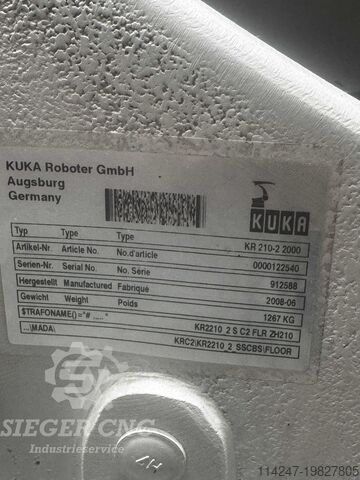 KUKA Roboter GmbH
Augsburg
Germany
KUKA
Typ Type Type KR 210-2 2000
Artikel-Nr. Article No. No.d'article 0000122540
Serien-Nr. Serial No. No. Série 912588
Hergestellt Manufactured Fabriqué 2008-06
Gewicht Weight Poids 1267 KG
$TRAFONAME()="# ....." KR2210_2 S C2 FLR ZH210
...\MADA\ KRC2\KR2210_2_SSCBS\FLOOR
SIEGER CNC
Industrieservice
HV
114247-19827805